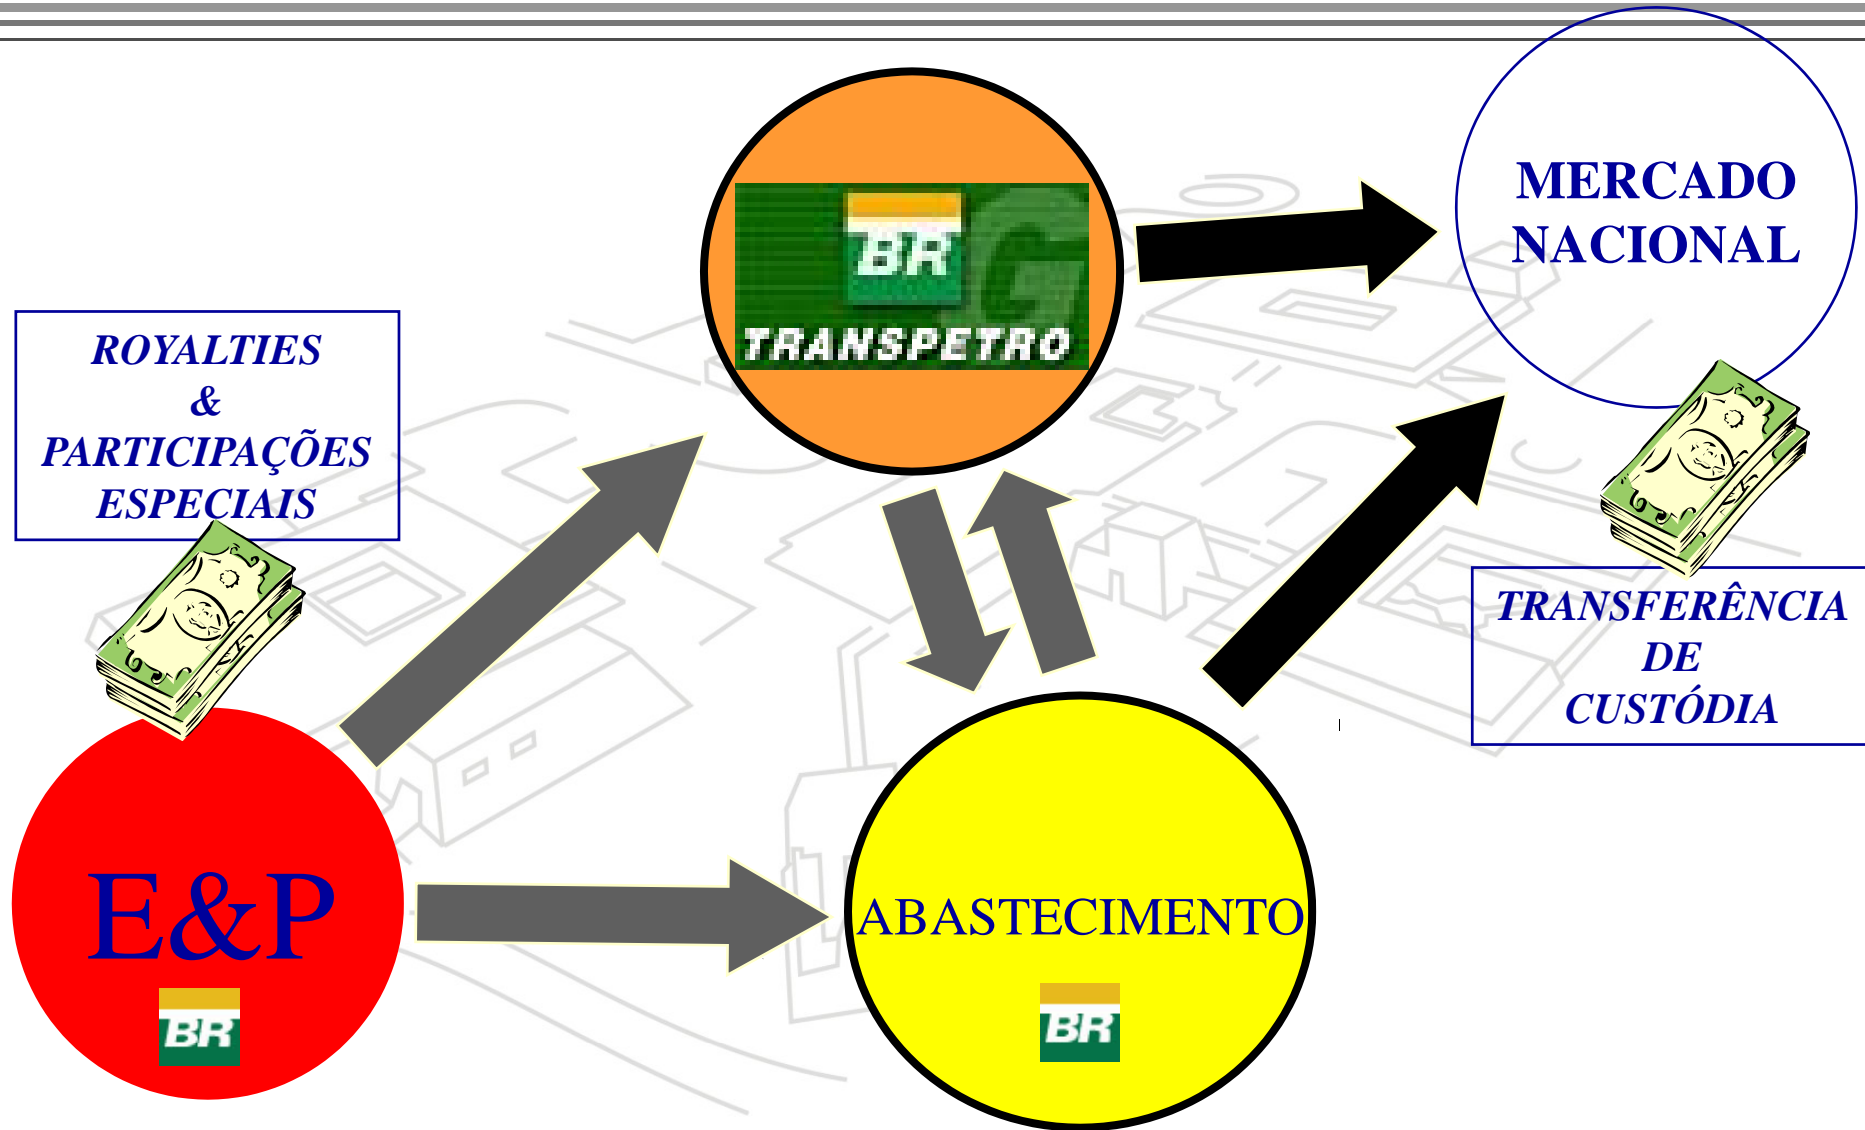 BR
TRANSPETRO
MERCADO
NACIONAL
ROYALTIES
&
PARTICIPAÇÕES
ESPECIAIS
TRANSFERÊNCIA
DE
CUSTÓDIA
E&P
BR
ABASTECIMENTO
BR